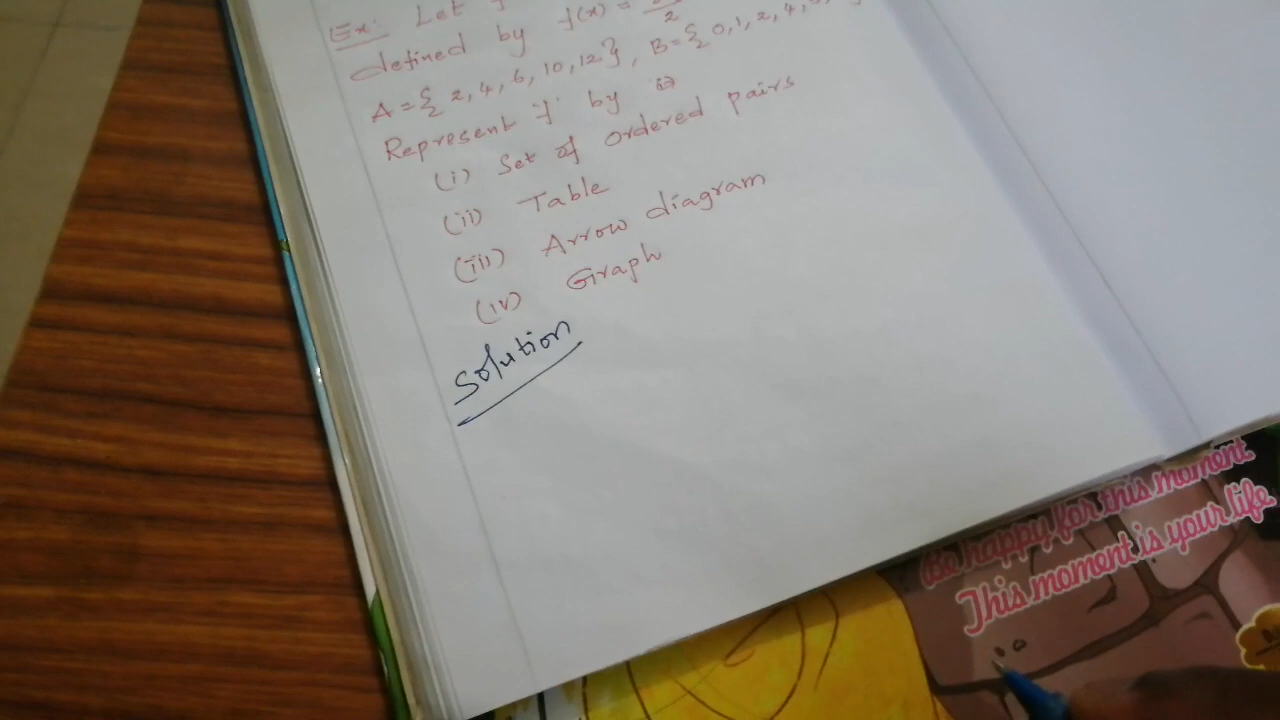 Ex: Let f
defined by f(x) =
A = { 2, 4, 6, 10, 12 } , B = { 0, 1, 2, 4, 5,
Represent f by
(i) Set of ordered pairs
(ii) Table
(iii) Arrow diagram
(iv) Graph
Solution
Be happy for this moment
This moment is your life